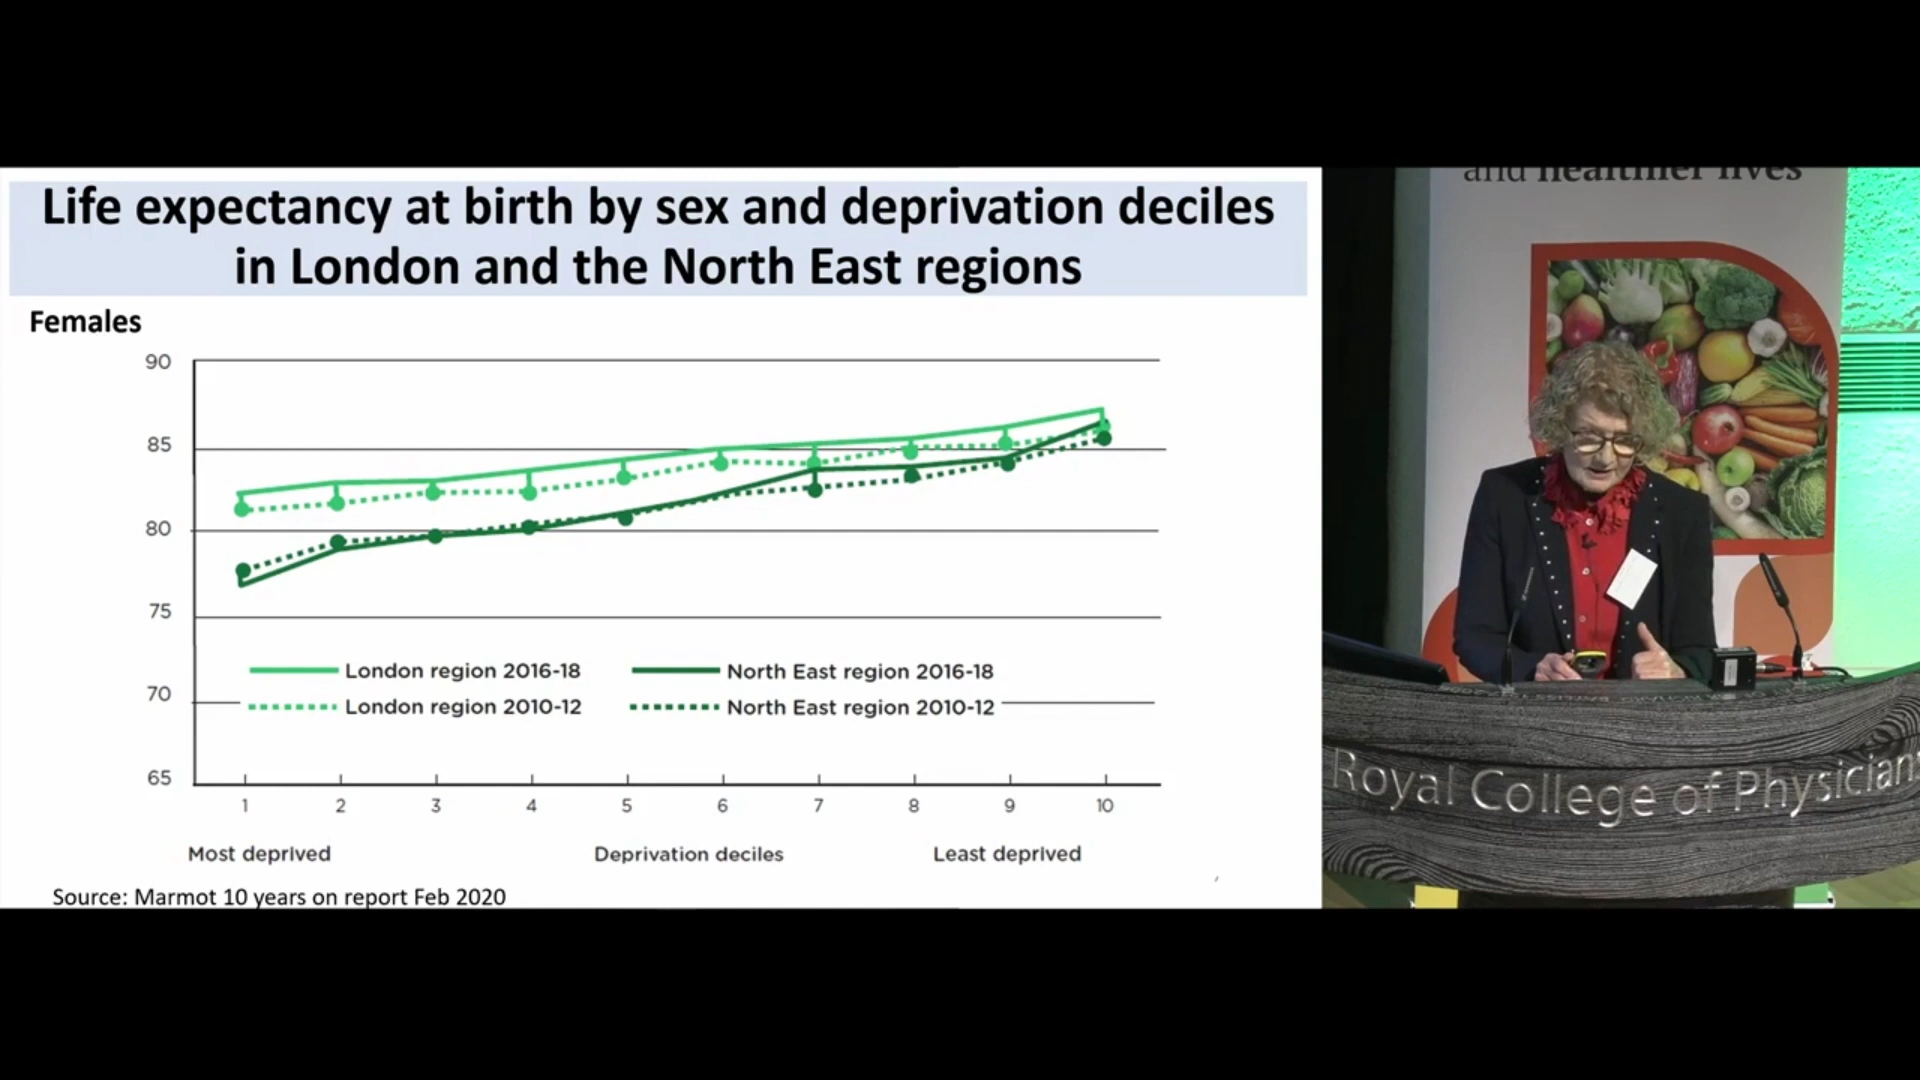 Life expectancy at birth by sex and deprivation deciles
in London and the North East regions
Females
90
85
80
75
70
65
London region 2016-18
North East region 2016-18
London region 2010-12
North East region 2010-12
1 2 3 4 5 6 7 8 9 10
Most deprived
Deprivation deciles
Least deprived
Source: Marmot 10 years on report Feb 2020
and healthier lives
Royal College of Physician